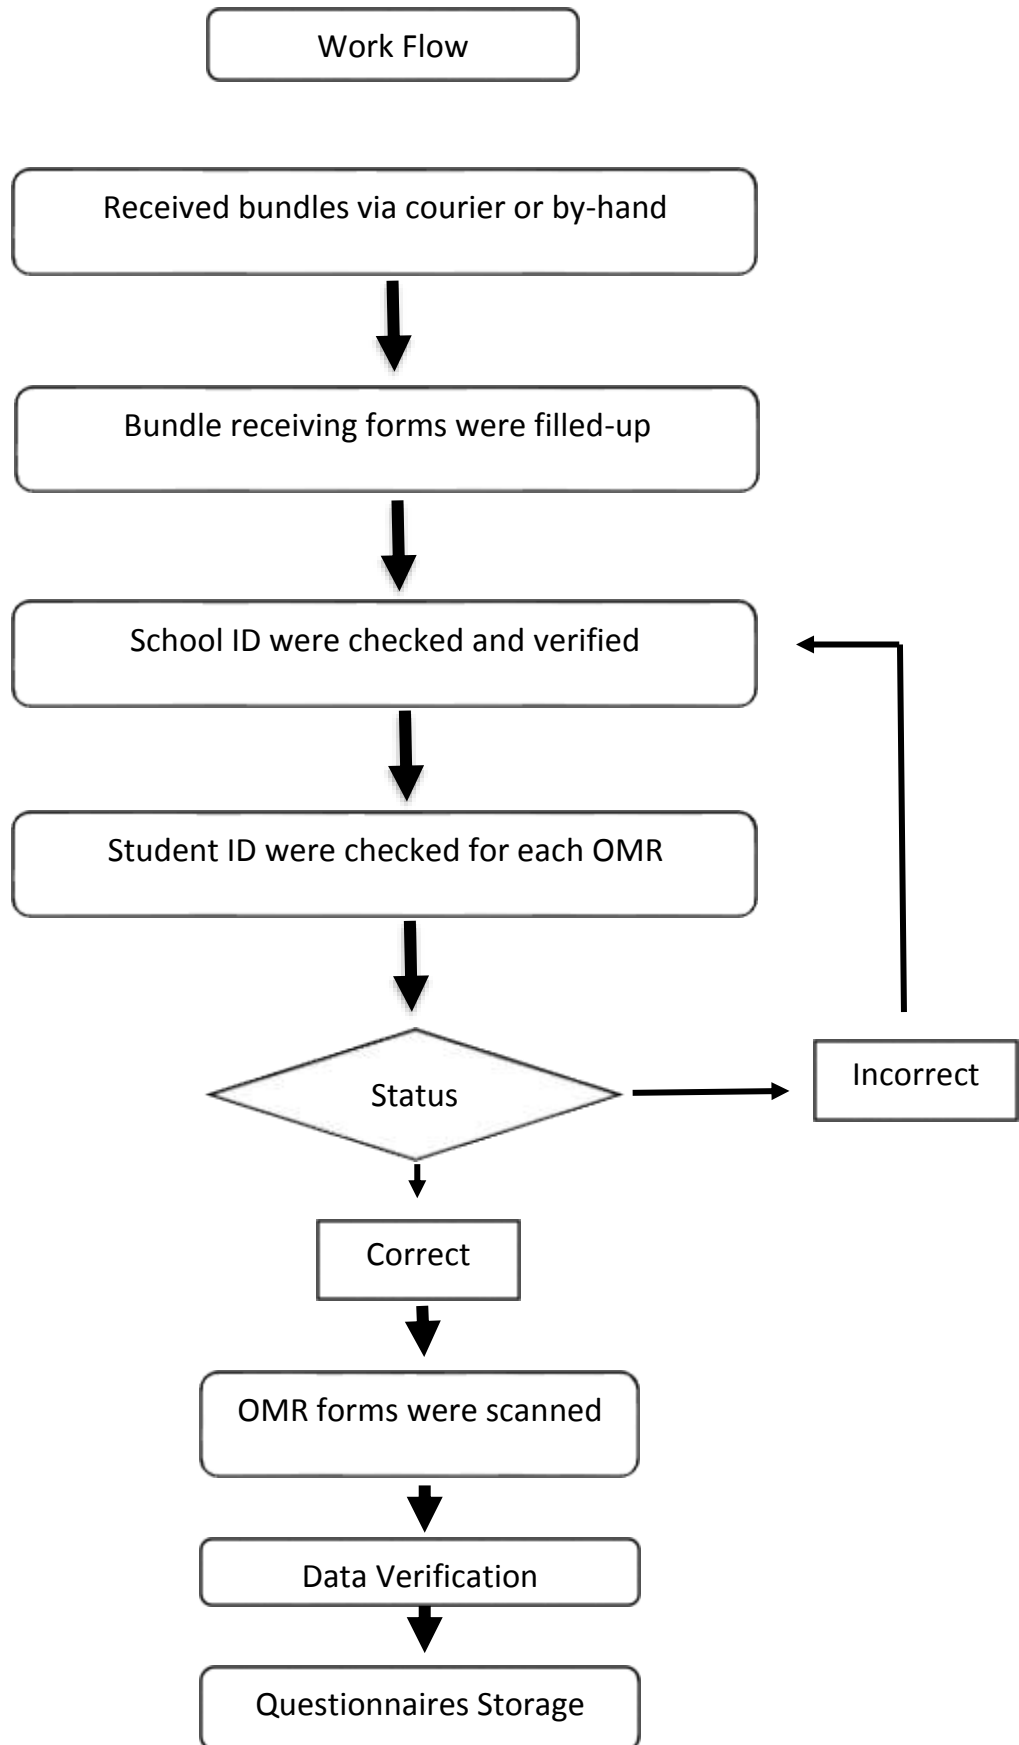 Work Flow
Received bundles via courier or by-hand
Bundle receiving forms were filled-up
School ID were checked and verified
Student ID were checked for each OMR
Status
Incorrect
Correct
OMR forms were scanned
Data Verification
Questionnaires Storage